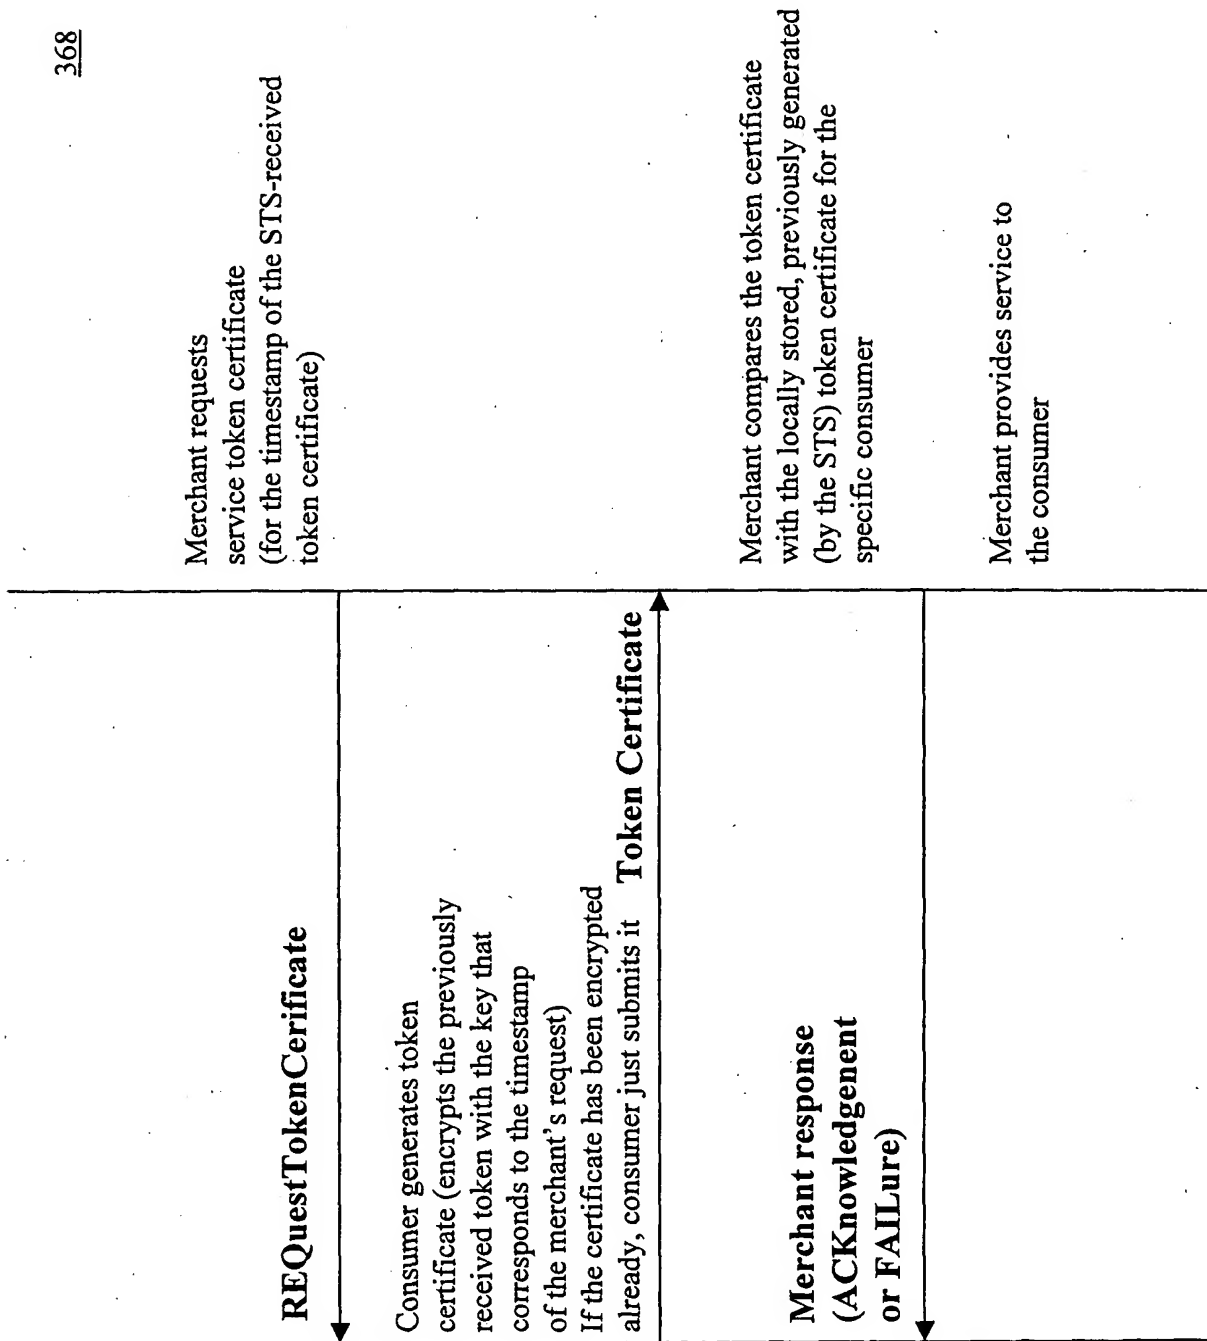 368
Merchant requests
service token certificate
(for the timestamp of the STS-received
token certificate)
REQuestTokenCerificate
Consumer generates token
certificate (encrypts the previously
received token with the key that
corresponds to the timestamp
of the merchant's request)
If the certificate has been encrypted
already, consumer just submits it
Token Certificate
Merchant compares the token certificate
with the locally stored, previously generated
(by the STS) token certificate for the
specific consumer
Merchant response
(ACKnowledgenent
or FAILure)
Merchant provides service to
the consumer